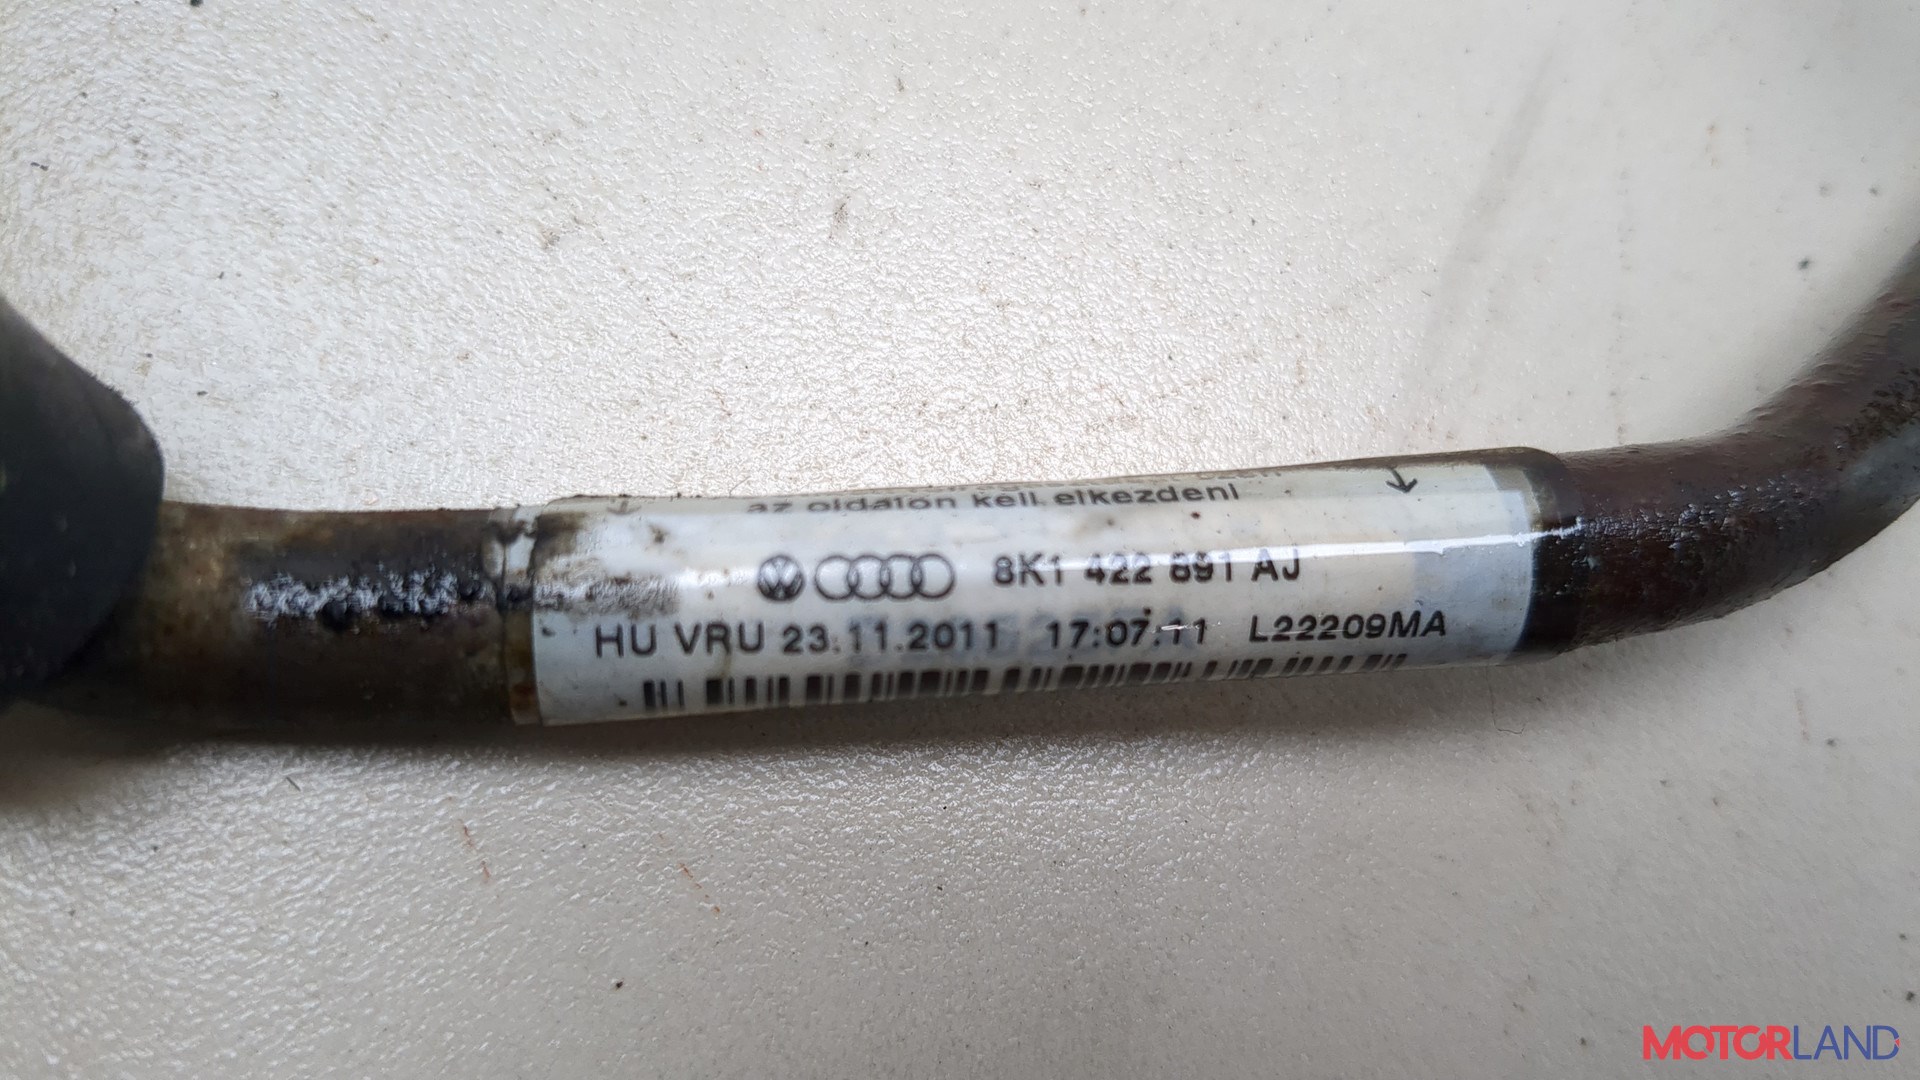 az oldalon kell elkezdeni
8K1 422 891 AJ
HU VRU 23.11.2011 17:07:11 L22209MA
MOTORLAND